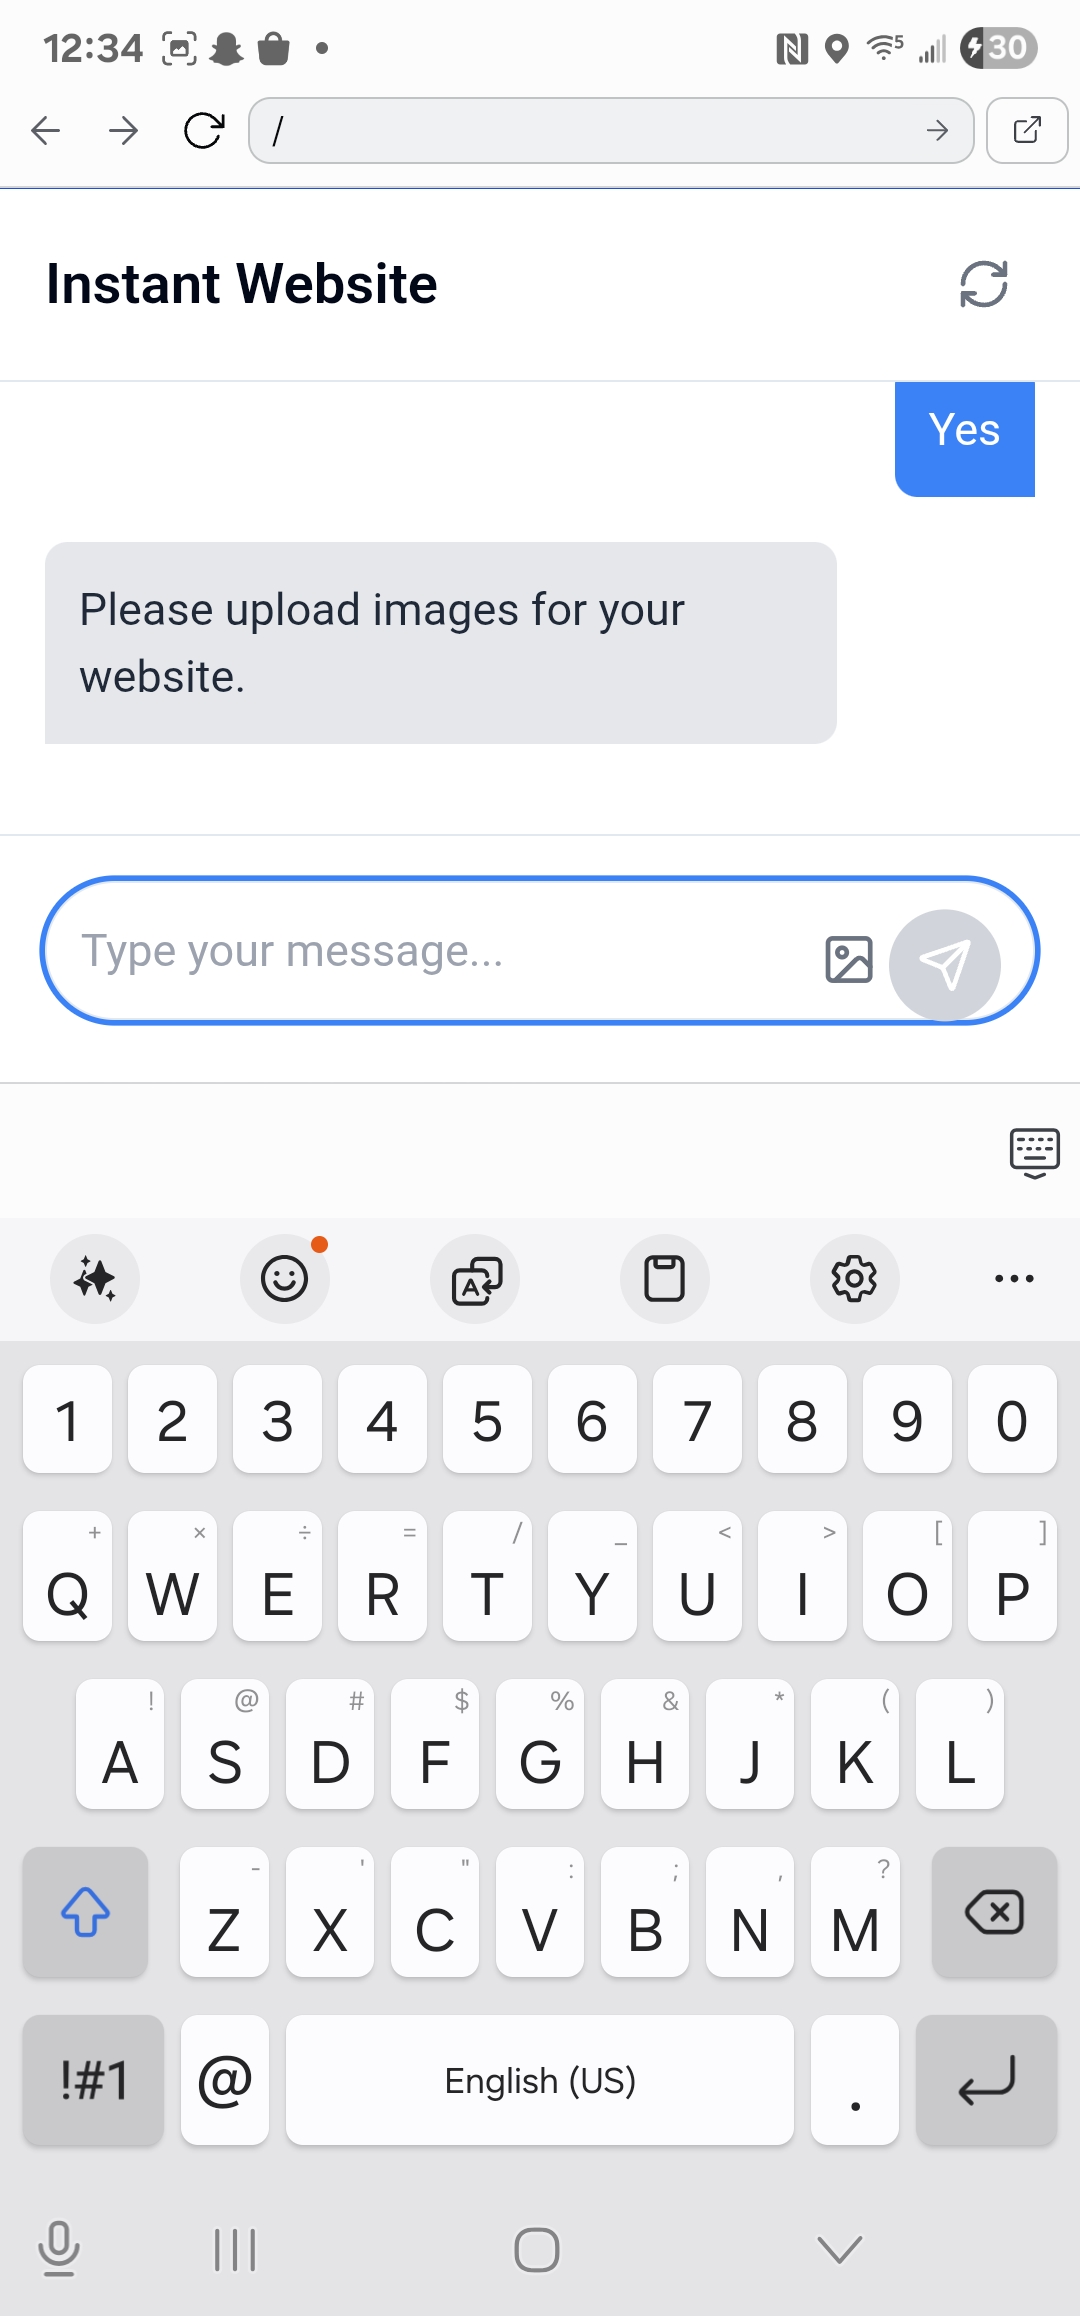 12:34
5
30
/
Instant Website
Yes
Please upload images for your
website.
Type your message...
A
1 2 3 4 5 6 7 8 9 0
+ × ÷ = / _ < > [ ]
Q W E R T Y U I O P
! @ # $ % & * ( )
A S D F G H J K L
- ' " : ; , ?
Z X C V B N M
!#1 @ English (US) .